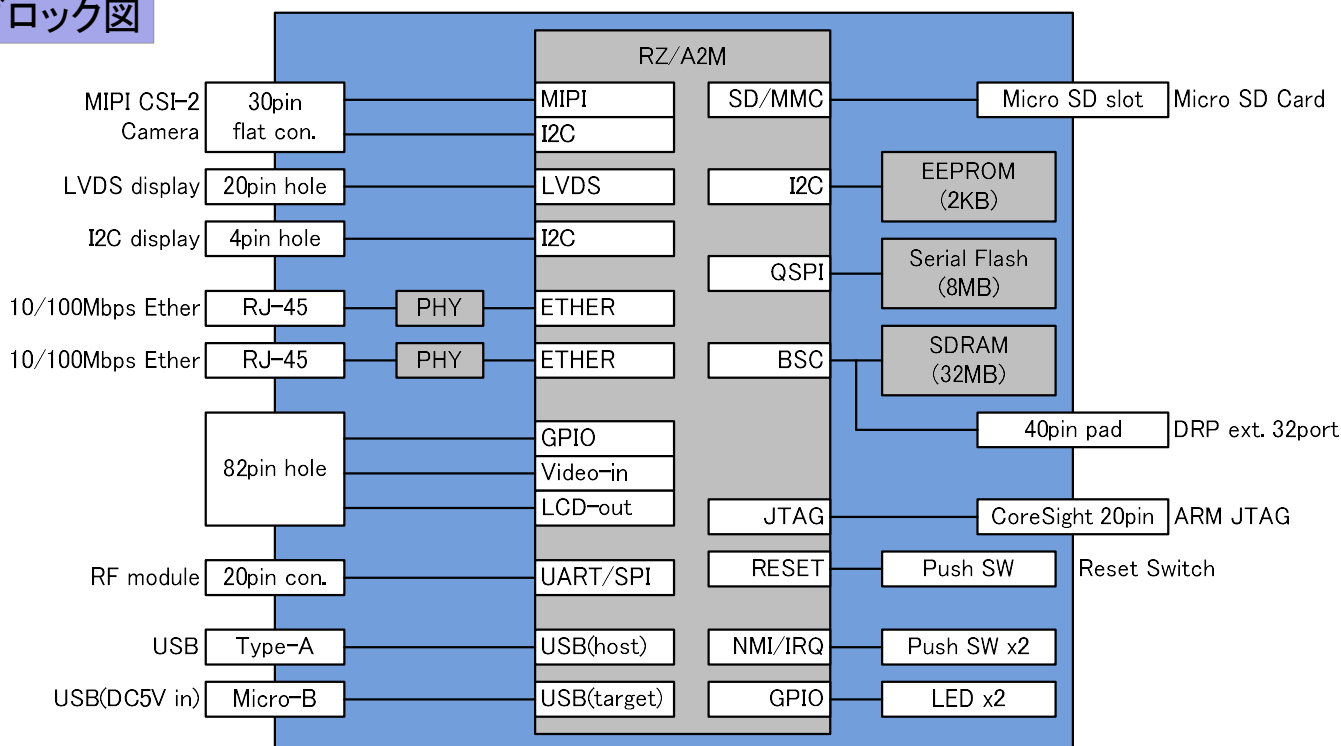 ブロック図
RZ/A2M
MIPI CSI-2
Camera
30pin
flat con.
MIPI
I2C
LVDS display
20pin hole
LVDS
I2C display
4pin hole
I2C
10/100Mbps Ether
RJ-45
PHY
ETHER
10/100Mbps Ether
RJ-45
PHY
ETHER
82pin hole
GPIO
Video-in
LCD-out
RF module
20pin con.
UART/SPI
USB
Type-A
USB(host)
USB(DC5V in)
Micro-B
USB(target)
SD/MMC
Micro SD slot
Micro SD Card
I2C
EEPROM
(2KB)
QSPI
Serial Flash
(8MB)
BSC
SDRAM
(32MB)
40pin pad
DRP ext. 32port
JTAG
CoreSight 20pin
ARM JTAG
RESET
Push SW
Reset Switch
NMI/IRQ
Push SW x2
GPIO
LED x2